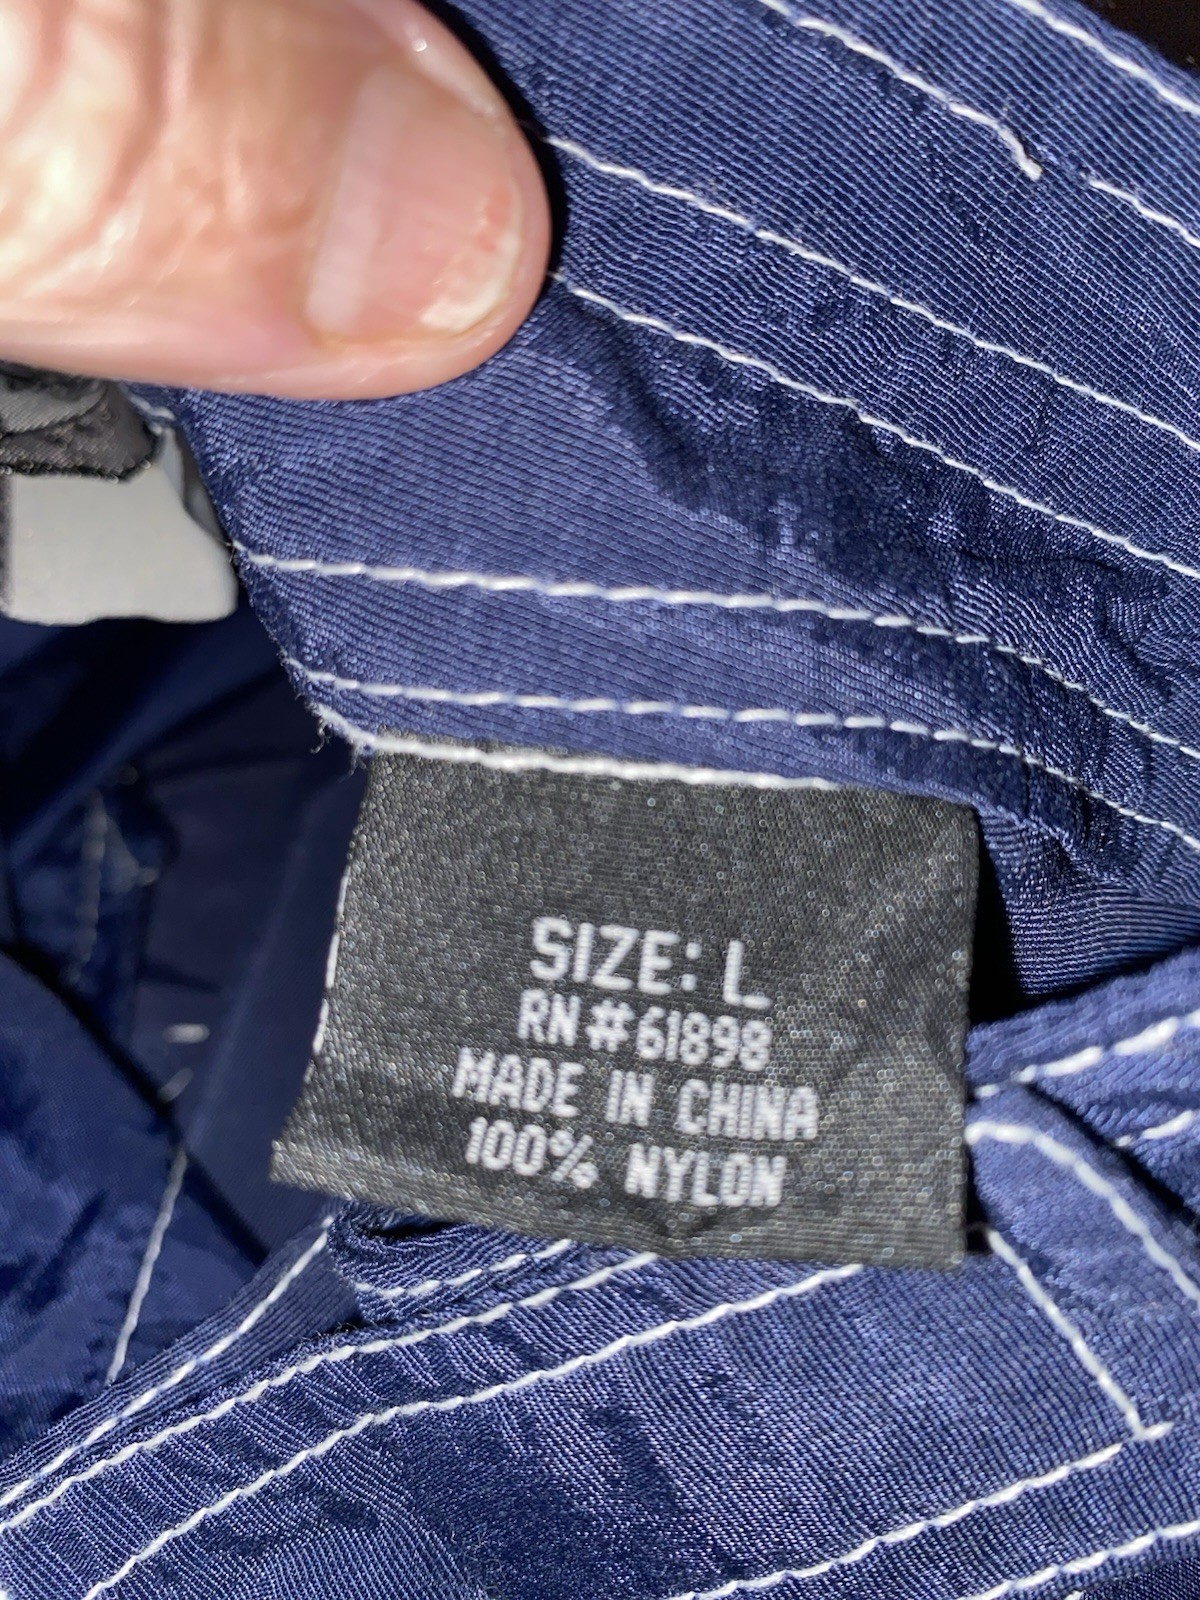 SIZE: L
RN#61898
MADE IN CHINA
100% NYLON